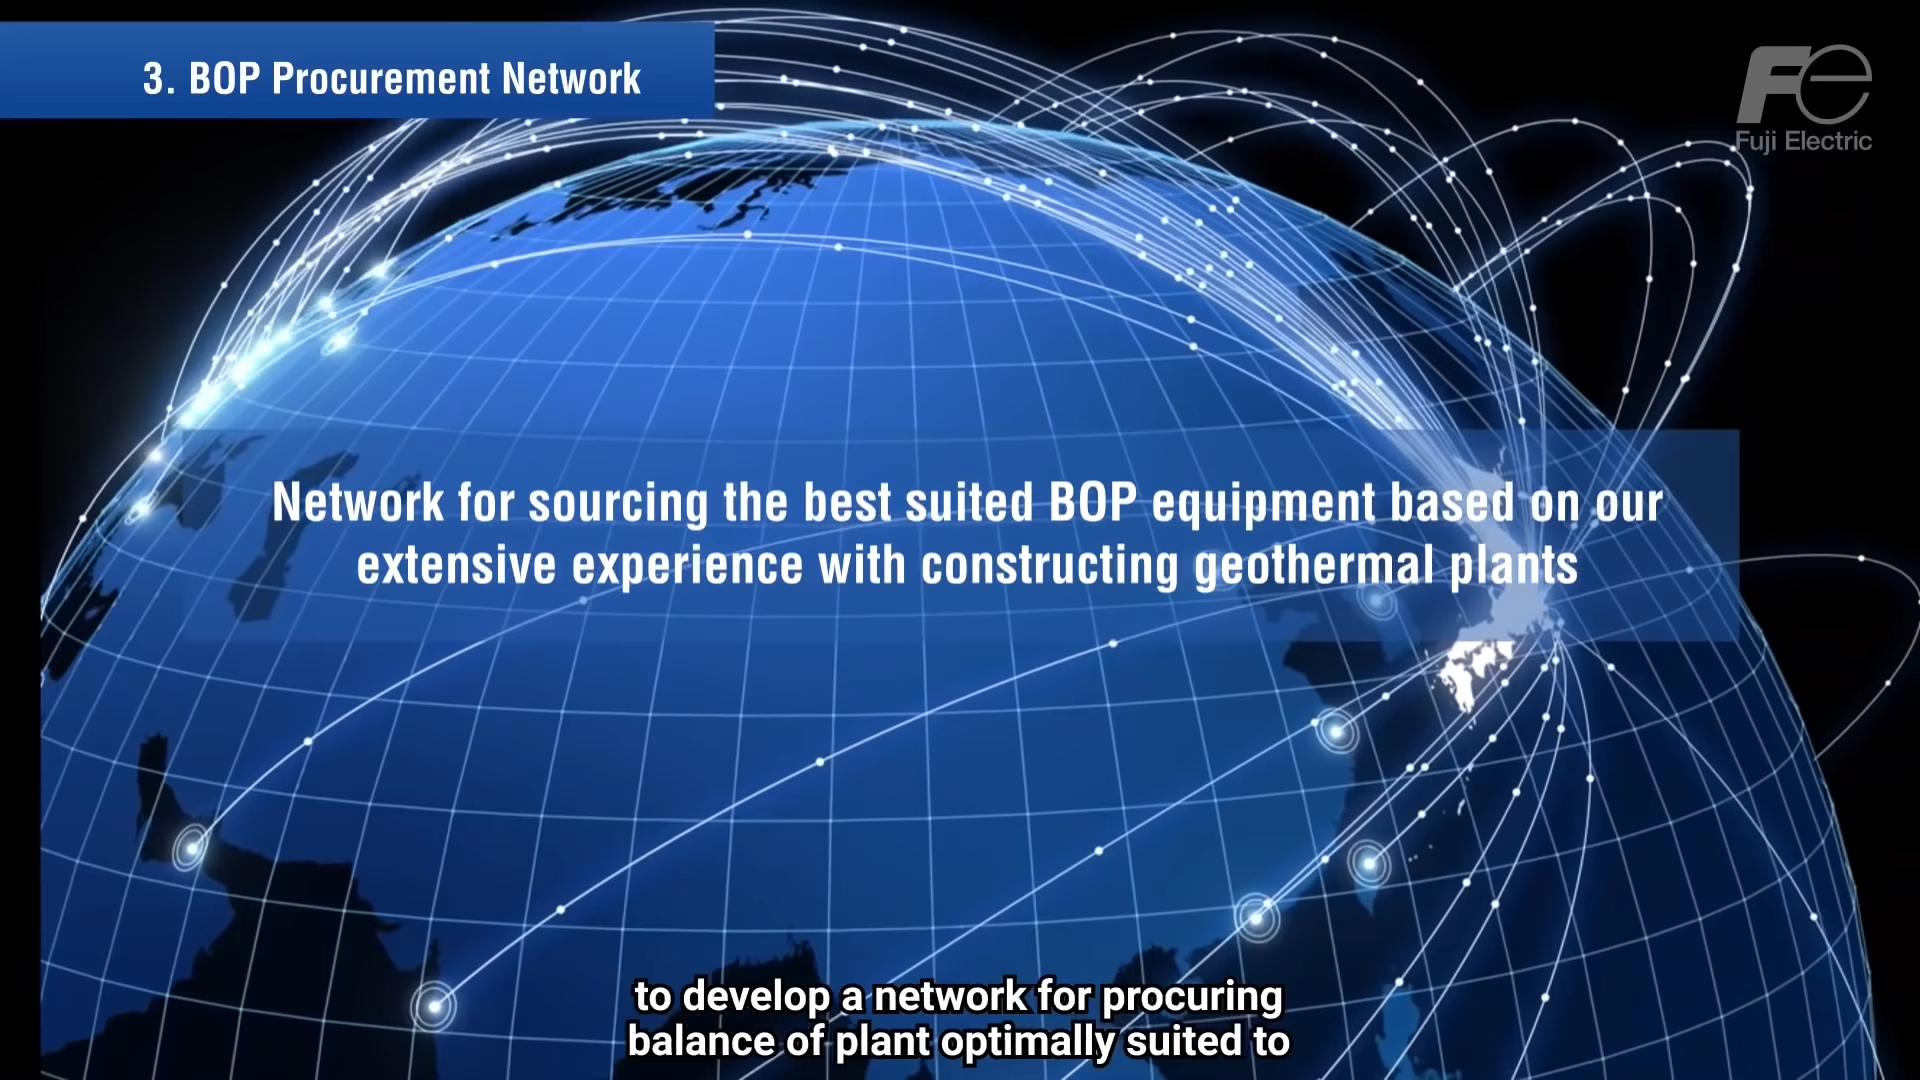 3. BOP Procurement Network
Fe
Fuji Electric
Network for sourcing the best suited BOP equipment based on our
extensive experience with constructing geothermal plants
to develop a network for procuring
balance of plant optimally suited to